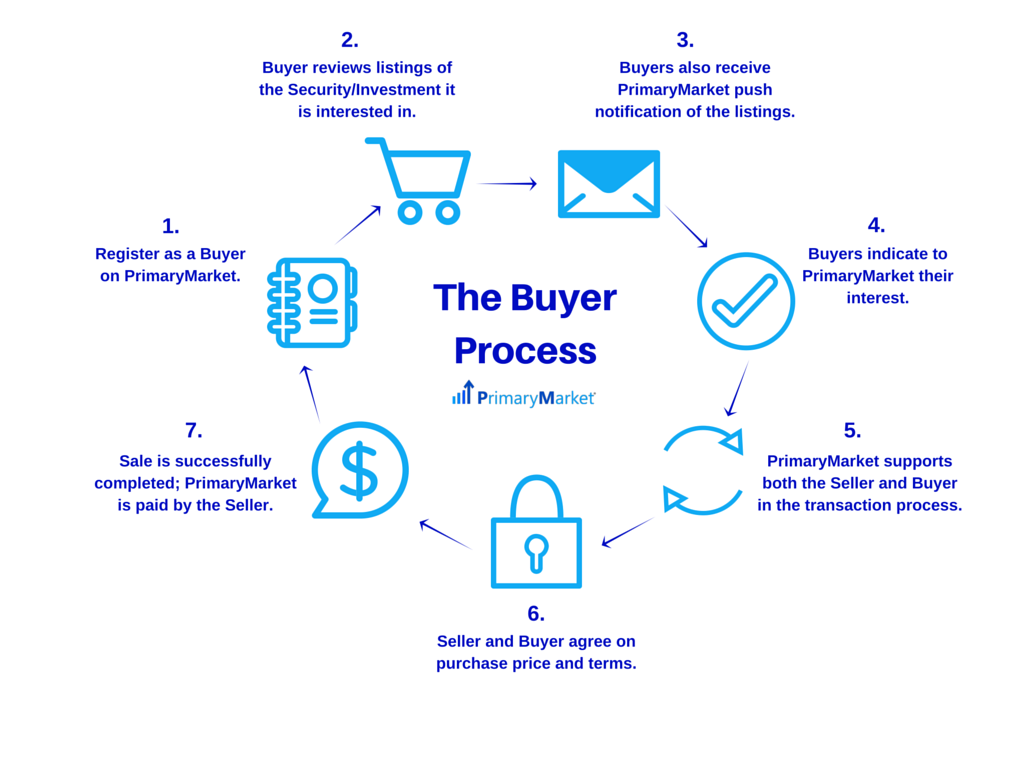 The Buyer
Process
PrimaryMarket
1.
Register as a Buyer
on PrimaryMarket.
2.
Buyer reviews listings of
the Security/Investment it
is interested in.
3.
Buyers also receive
PrimaryMarket push
notification of the listings.
4.
Buyers indicate to
PrimaryMarket their
interest.
5.
PrimaryMarket supports
both the Seller and Buyer
in the transaction process.
6.
Seller and Buyer agree on
purchase price and terms.
7.
Sale is successfully
completed; PrimaryMarket
is paid by the Seller.